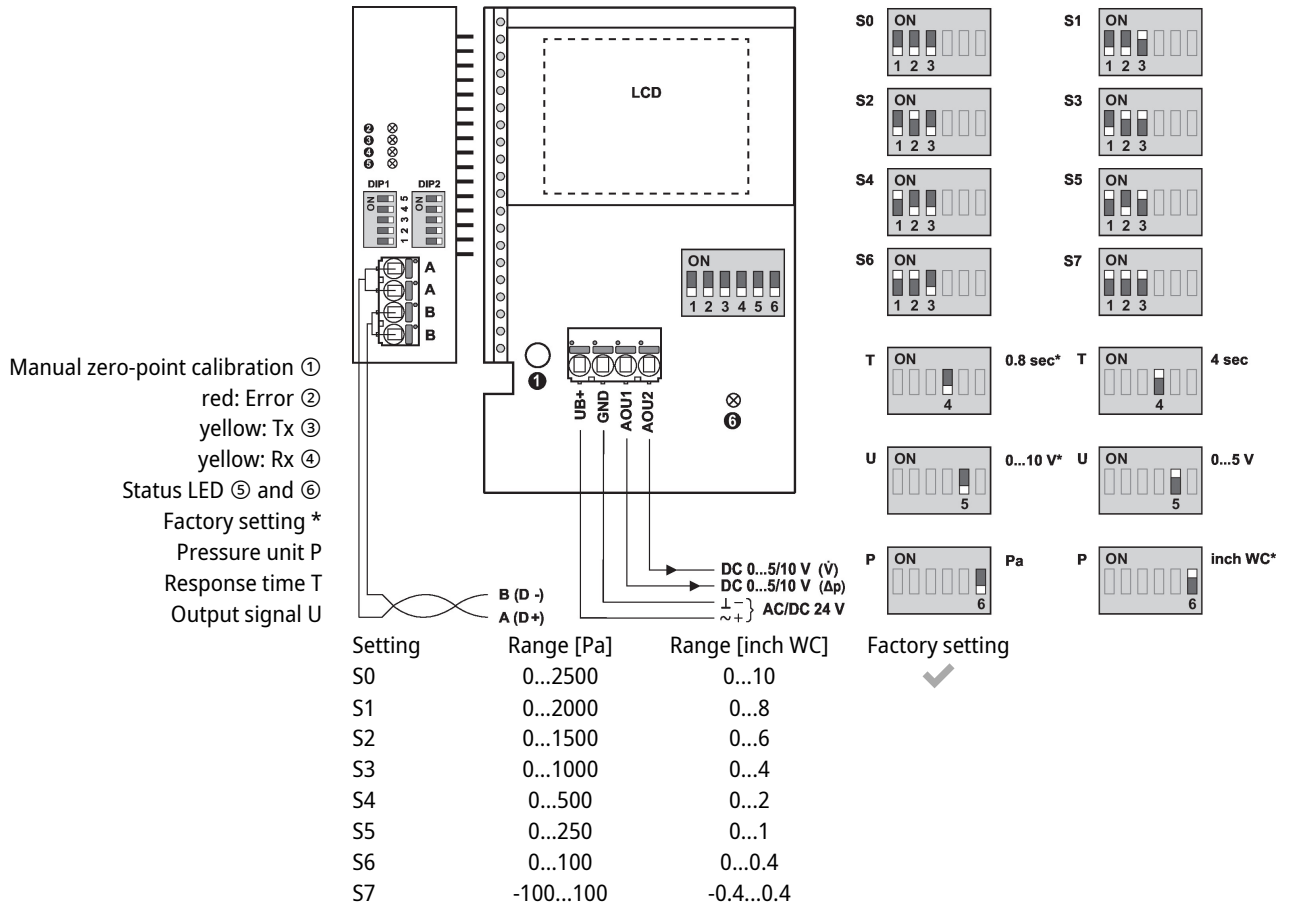 S0 ON
1 2 3
S1 ON
1 2 3
S2 ON
1 2 3
S3 ON
1 2 3
S4 ON
1 2 3
S5 ON
1 2 3
S6 ON
1 2 3
S7 ON
1 2 3
T ON 0.8 sec*
4
T ON 4 sec
4
U ON 0...10 V*
5
U ON 0...5 V
5
P ON Pa
6
P ON inch WC*
6
LCD
❷
❸
❹
❺
DIP1 DIP2
ON ON
1 2 3 4 5
A
A
B
B
ON
1 2 3 4 5 6
❶
❻
UB+
GND
AOU1
AOU2
DC 0...5/10 V (V̇)
DC 0...5/10 V (Δp)
⊥ −
~ + } AC/DC 24 V
B (D -)
A (D+)
Manual zero-point calibration ①
red: Error ②
yellow: Tx ③
yellow: Rx ④
Status LED ⑤ and ⑥
Factory setting *
Pressure unit P
Response time T
Output signal U
Setting Range [Pa] Range [inch WC] Factory setting
S0 0...2500 0...10 ✔
S1 0...2000 0...8
S2 0...1500 0...6
S3 0...1000 0...4
S4 0...500 0...2
S5 0...250 0...1
S6 0...100 0...0.4
S7 -100...100 -0.4...0.4